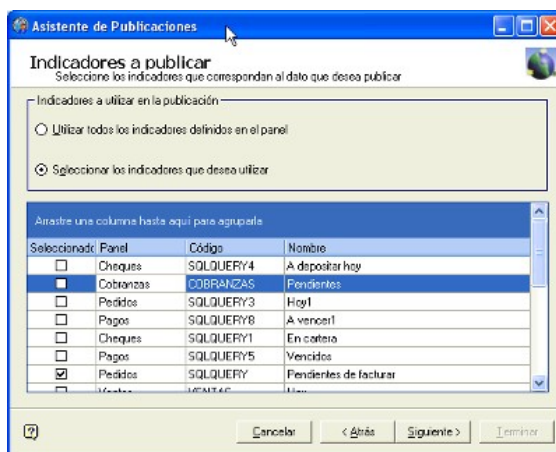 Asistente de Publicaciones
Indicadores a publicar
Seleccione los indicadores que correspondan al dato que desea publicar
Indicadores a utilizar en la publicación
Utilizar todos los indicadores definidos en el panel
Seleccionar los indicadores que desea utilizar
Arrastre una columna hasta aquí para agruparla
Seleccionado Panel Código Nombre
Cheques SQLQUERY4 A depositar hoy
Cobranzas COBRANZAS Pendientes
Pedidos SQLQUERY3 Hoy1
Pagos SQLQUERY8 A vencer1
Cheques SQLQUERY1 En cartera
Pagos SQLQUERY5 Vencidos
Pedidos SQLQUERY Pendientes de facturar
Ventas VENTAS Hoy
Cancelar < Atrás Siguiente > Terminar